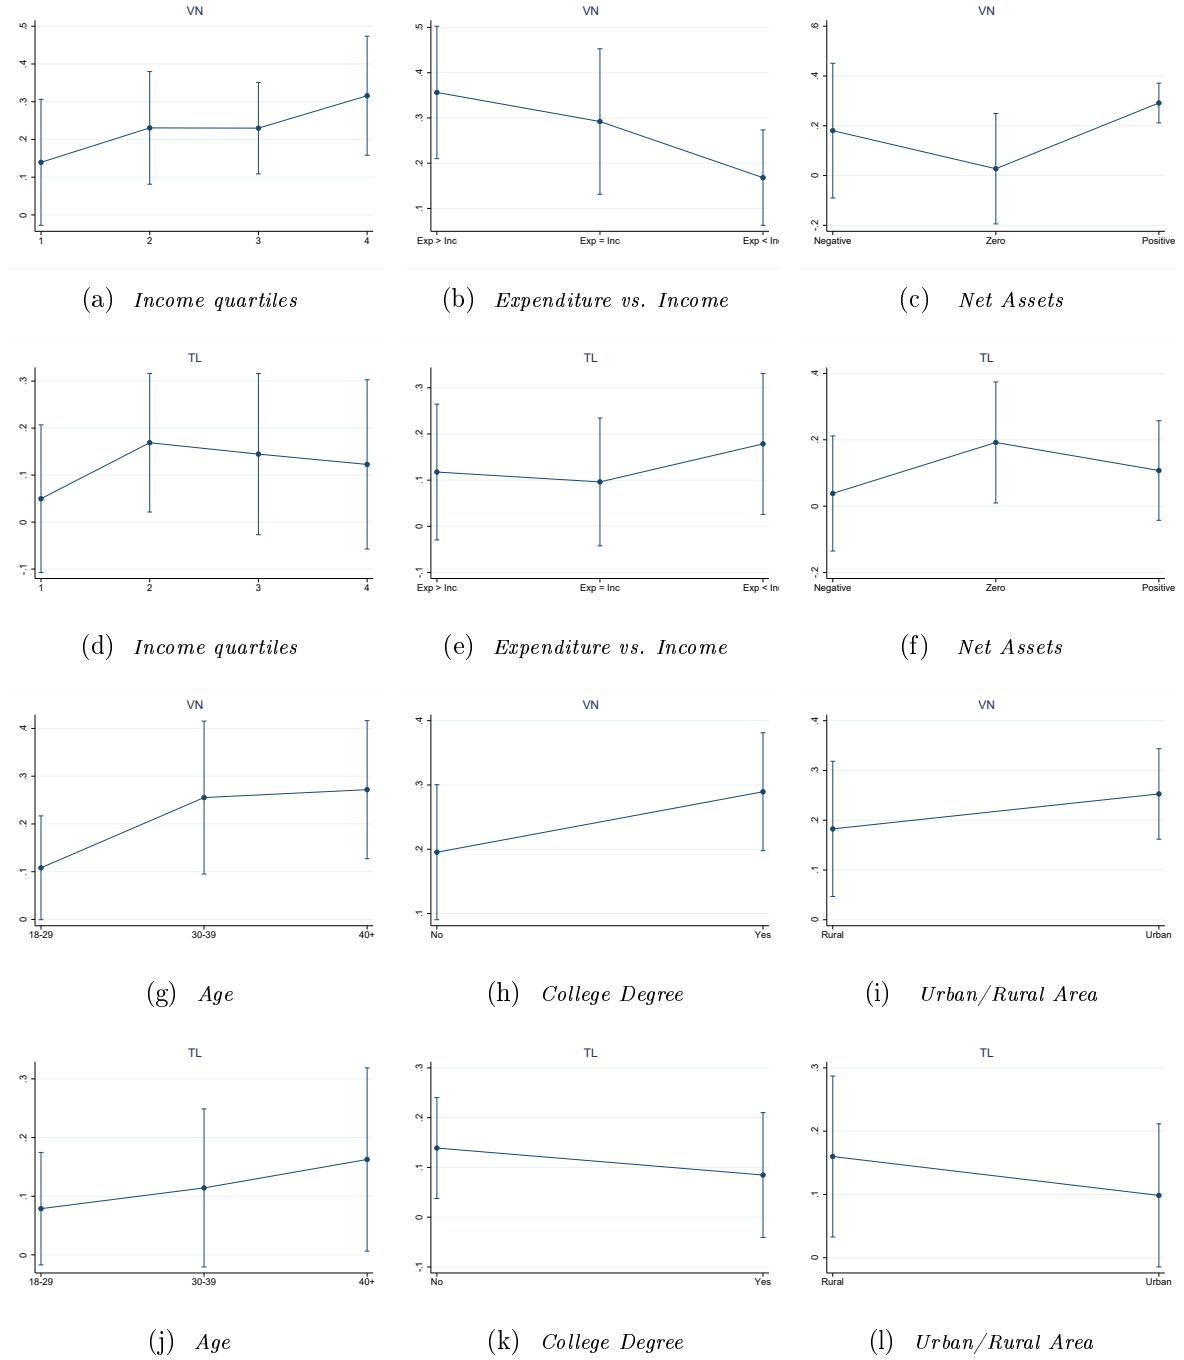 VN VN VN
.5 .4 .3 .2 .1 0
1 2 3 4
.5 .4 .3 .2 .1
Exp > Inc Exp = Inc Exp < In
.6 .4 .2 0 -.2
Negative Zero Positive
(a) Income quartiles (b) Expenditure vs. Income (c) Net Assets
TL TL TL
.3 .2 .1 0 -.1
1 2 3 4
.3 .2 .1 0 -.1
Exp > Inc Exp = Inc Exp < In
.4 .2 0 -.2
Negative Zero Positive
(d) Income quartiles (e) Expenditure vs. Income (f) Net Assets
VN VN VN
.4 .3 .2 .1 0
18-29 30-39 40+
.4 .3 .2 .1
No Yes
.4 .3 .2 .1 0
Rural Urban
(g) Age (h) College Degree (i) Urban/Rural Area
TL TL TL
.3 .2 .1 0
18-29 30-39 40+
.3 .2 .1 0 -.1
No Yes
.3 .2 .1 0
Rural Urban
(j) Age (k) College Degree (l) Urban/Rural Area